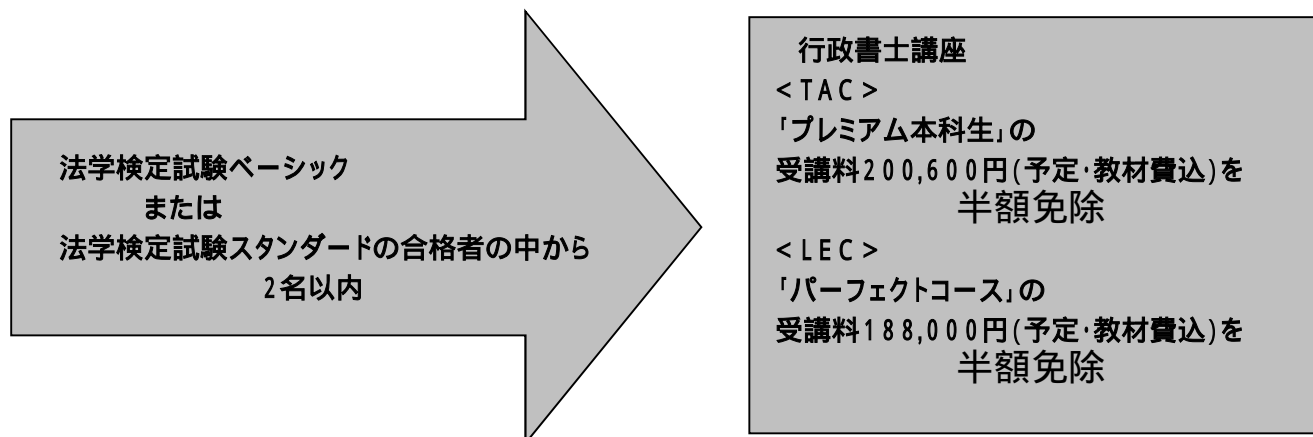 法学検定試験ベーシック
または
法学検定試験スタンダードの合格者の中から
2名以内
行政書士講座
<TAC>
「プレミアム本科生」の
受講料200,600円(予定・教材費込)を
半額免除
<LEC>
「パーフェクトコース」の
受講料188,000円(予定・教材費込)を
半額免除